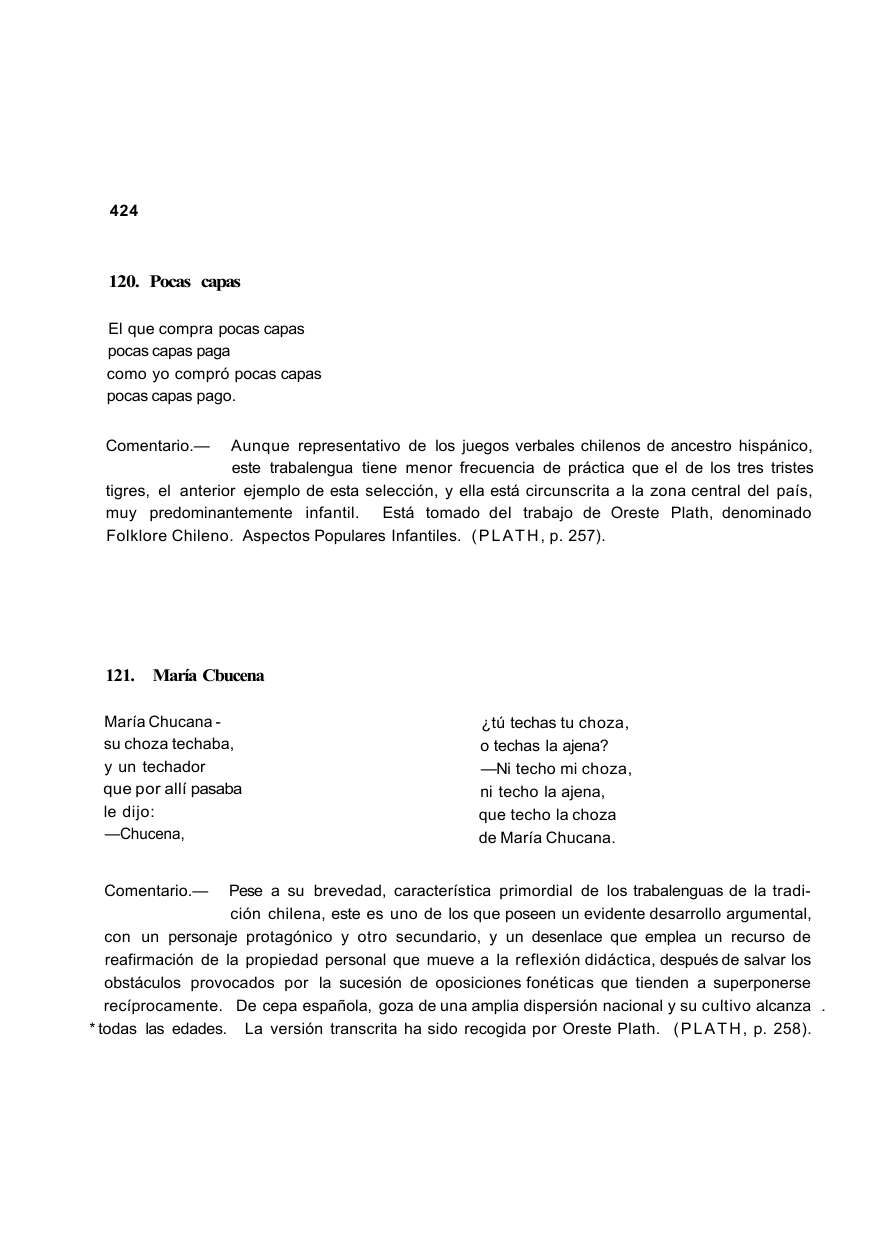 424
120. Pocas capas
El que compra pocas capas
pocas capas paga
como yo compró pocas capas
pocas capas pago.
Comentario.— Aunque representativo de los juegos verbales chilenos de ancestro hispánico,
este trabalengua tiene menor frecuencia de práctica que el de los tres tristes
tigres, el anterior ejemplo de esta selección, y ella está circunscrita a la zona central del país,
muy predominantemente infantil. Está tomado del trabajo de Oreste Plath, denominado
Folklore Chileno. Aspectos Populares Infantiles. (PLATH, p. 257).
121. María Cbucena
María Chucana -
su choza techaba,
y un techador
que por allí pasaba
le dijo:
—Chucena,
¿tú techas tu choza,
o techas la ajena?
—Ni techo mi choza,
ni techo la ajena,
que techo la choza
de María Chucana.
Comentario.— Pese a su brevedad, característica primordial de los trabalenguas de la tradi-
ción chilena, este es uno de los que poseen un evidente desarrollo argumental,
con un personaje protagónico y otro secundario, y un desenlace que emplea un recurso de
reafirmación de la propiedad personal que mueve a la reflexión didáctica, después de salvar los
obstáculos provocados por la sucesión de oposiciones fonéticas que tienden a superponerse
recíprocamente. De cepa española, goza de una amplia dispersión nacional y su cultivo alcanza .
* todas las edades. La versión transcrita ha sido recogida por Oreste Plath. (PLATH, p. 258).